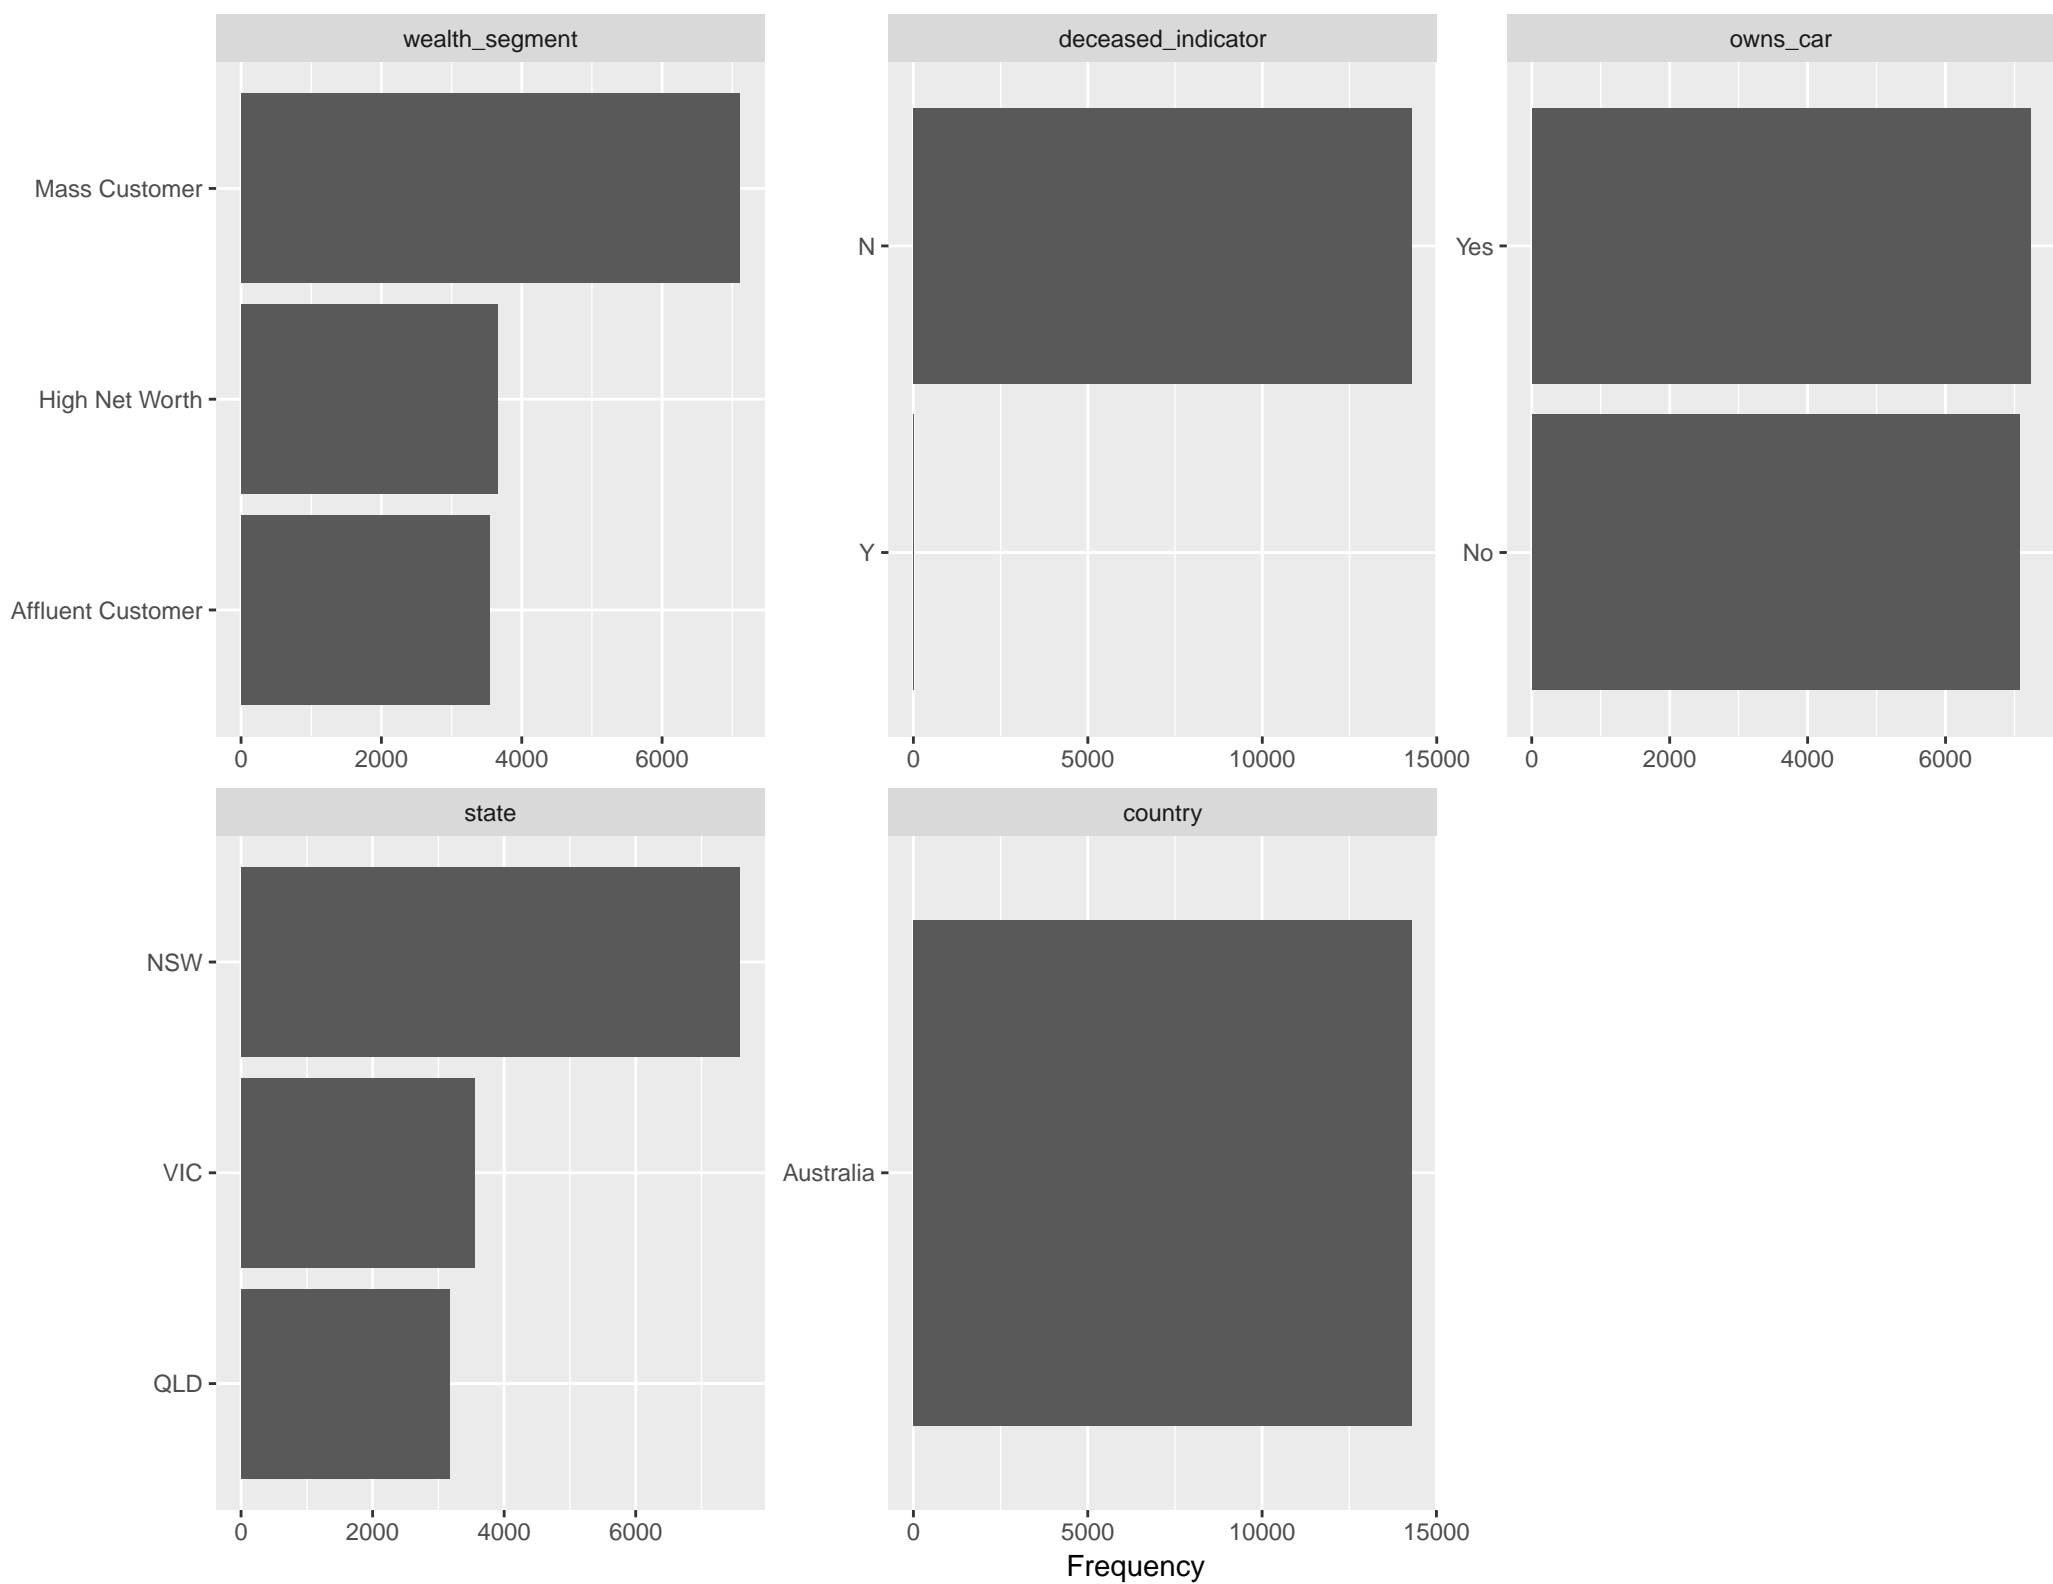 wealth_segment
Mass Customer
High Net Worth
Affluent Customer
0 2000 4000 6000
deceased_indicator
N
Y
0 5000 10000 15000
owns_car
Yes
No
0 2000 4000 6000
state
NSW
VIC
QLD
0 2000 4000 6000
country
Australia
0 5000 10000 15000
Frequency